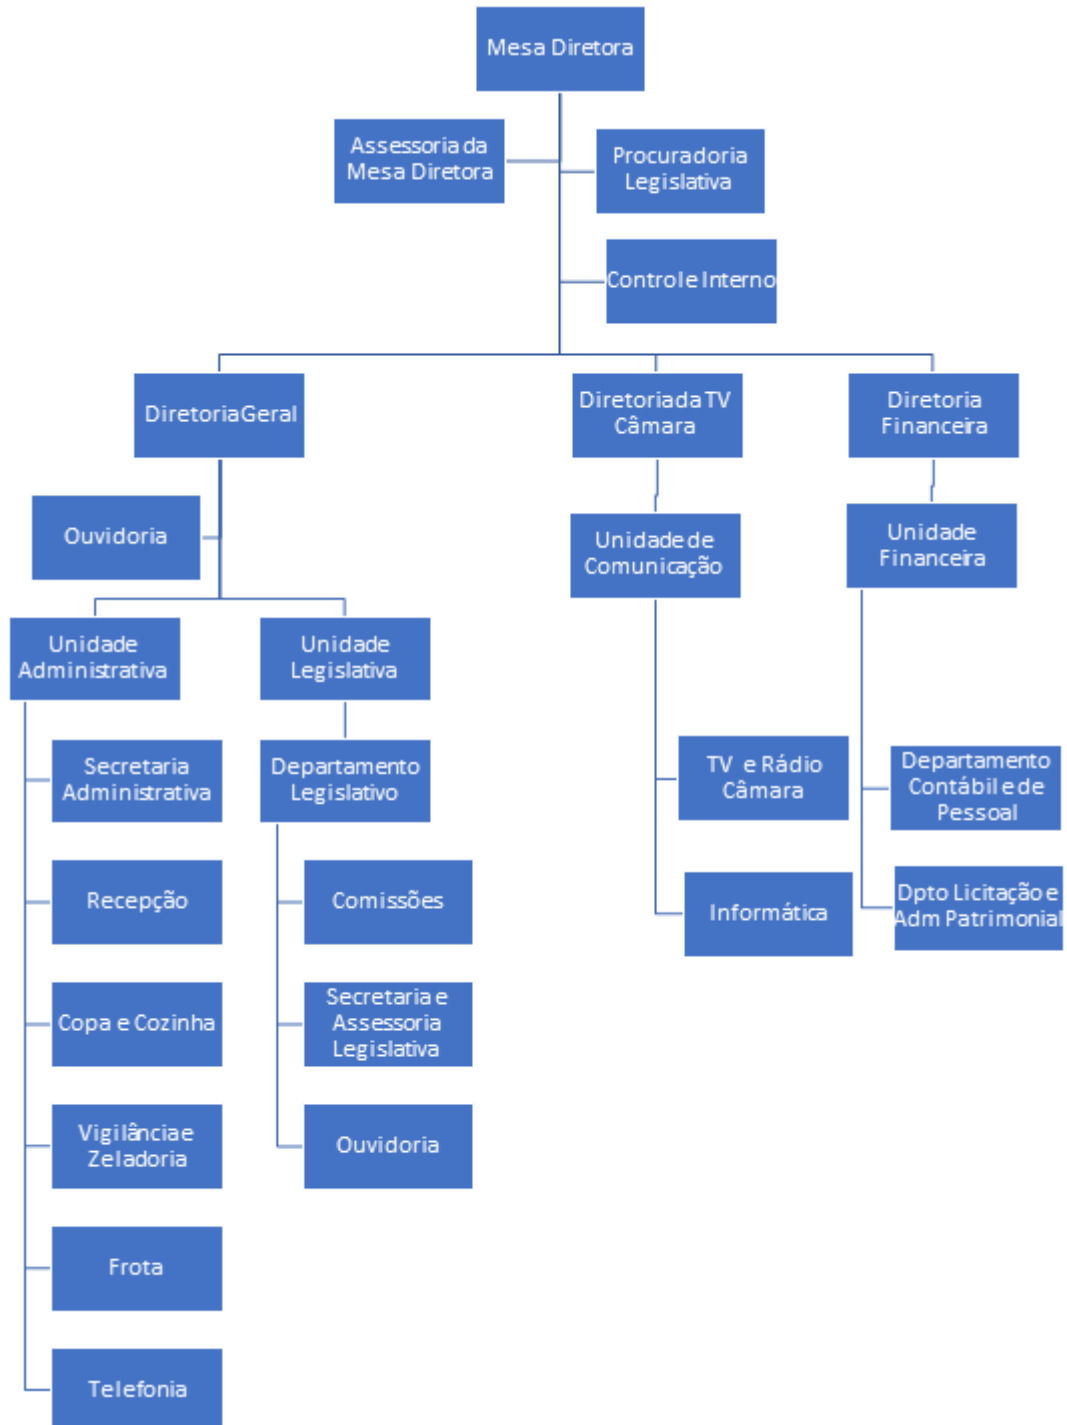 Mesa Diretora
Assessoria da
Mesa Diretora
Procuradoria
Legislativa
Controle Interno
Diretoria Geral
Diretoria da TV
Câmara
Diretoria
Financeira
Ouvidoria
Unidade de
Comunicação
Unidade
Financeira
Unidade
Administrativa
Unidade
Legislativa
Secretaria
Administrativa
Departamento
Legislativo
TV e Rádio
Câmara
Departamento
Contábil e de
Pessoal
Recepção
Comissões
Informática
Dpto Licitação e
Adm Patrimonial
Copa e Cozinha
Secretaria e
Assessoria
Legislativa
Vigilância e
Zeladoria
Ouvidoria
Frota
Telefonia